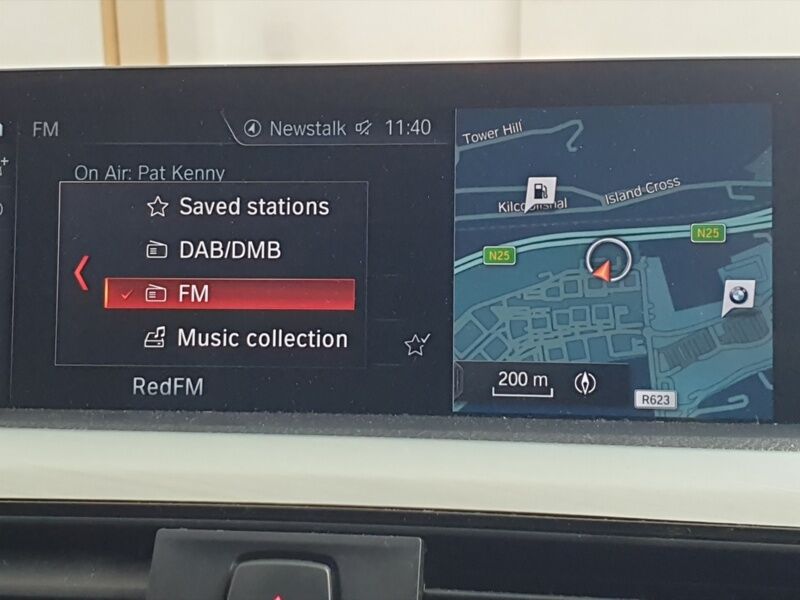 FM
Newstalk 11:40
On Air: Pat Kenny
Saved stations
DAB/DMB
FM
Music collection
RedFM
Tower Hill
Island Cross
N25
N25
200 m
R623